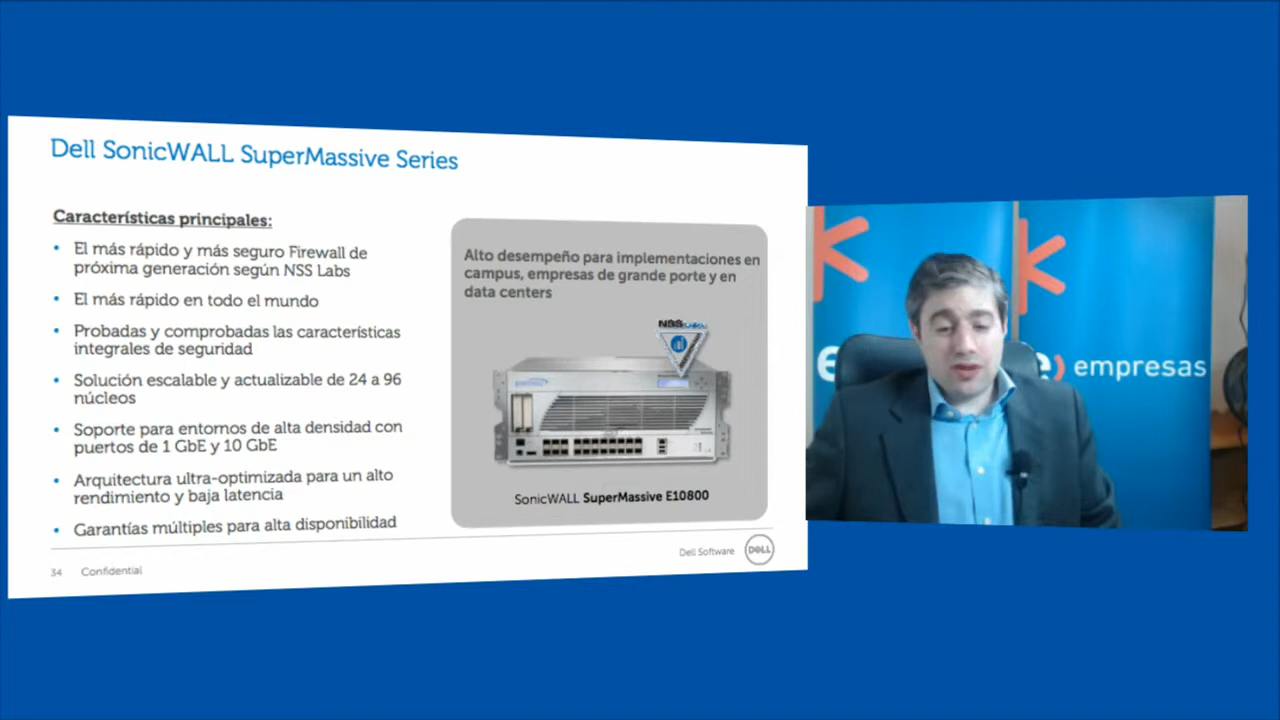 Dell SonicWALL SuperMassive Series
Características principales:
• El más rápido y más seguro Firewall de
próxima generación según NSS Labs
• El más rápido en todo el mundo
• Probadas y comprobadas las características
integrales de seguridad
• Solución escalable y actualizable de 24 a 96
núcleos
• Soporte para entornos de alta densidad con
puertos de 1 GbE y 10 GbE
• Arquitectura ultra-optimizada para un alto
rendimiento y baja latencia
• Garantías múltiples para alta disponibilidad
Alto desempeño para implementaciones en
campus, empresas de grande porte y en
data centers
NSS
SonicWALL SuperMassive E10800
34 Confidential
Dell Software
DELL
e) empresas